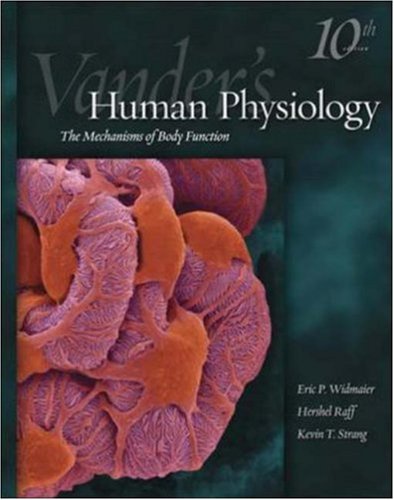 10th
edition
Vander's
Human Physiology
The Mechanisms of Body Function
Eric P. Widmaier
Hershel Raff
Kevin T. Strang